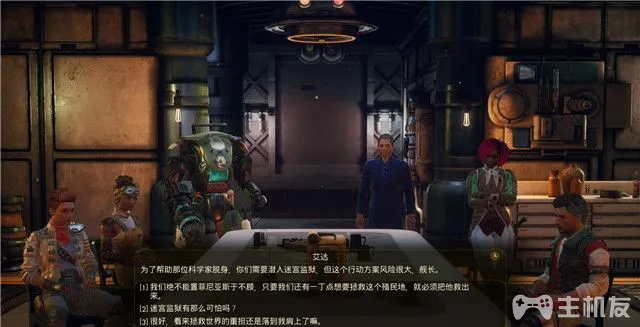 艾达
为了帮助那位科学家脱身，你们需要潜入迷宫监狱，但这个行动方案风险很大，舰长。
[1] 我们绝不能置菲尼亚斯于不顾，只要我们还有一丁点想要拯救这个殖民地，就必须把他救出
来。
[2] 迷宫监狱有那么可怕吗？
[3] 很好，看来拯救世界的重担还是落到我肩上了嘛。
主机友